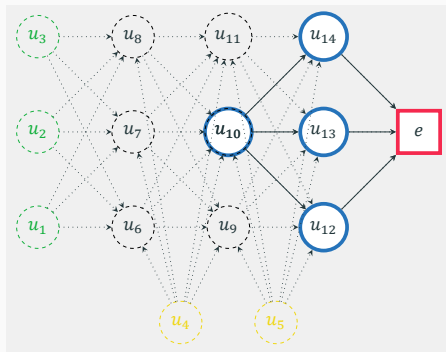 u₃ u₈ u₁₁ u₁₄
u₂ u₇ u₁₀ u₁₃ e
u₁ u₆ u₉ u₁₂
u₄ u₅